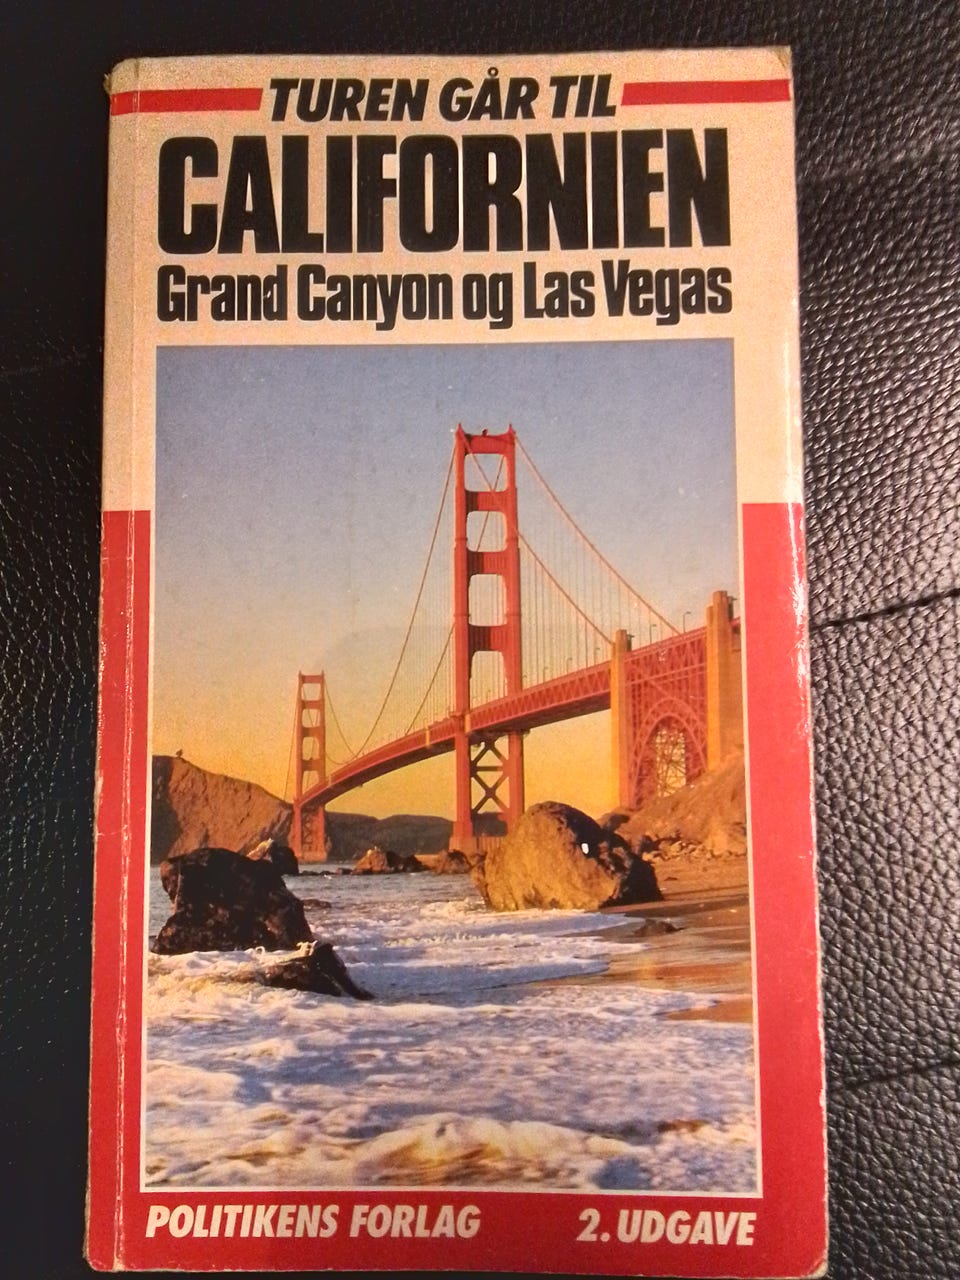 TUREN GÅR TIL
CALIFORNIEN
Grand Canyon og Las Vegas
POLITIKENS FORLAG 2. UDGAVE